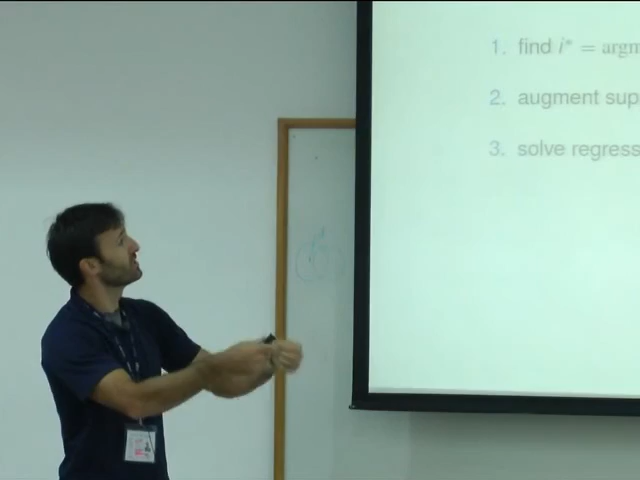 1. find i* = argm
2. augment sup
3. solve regress